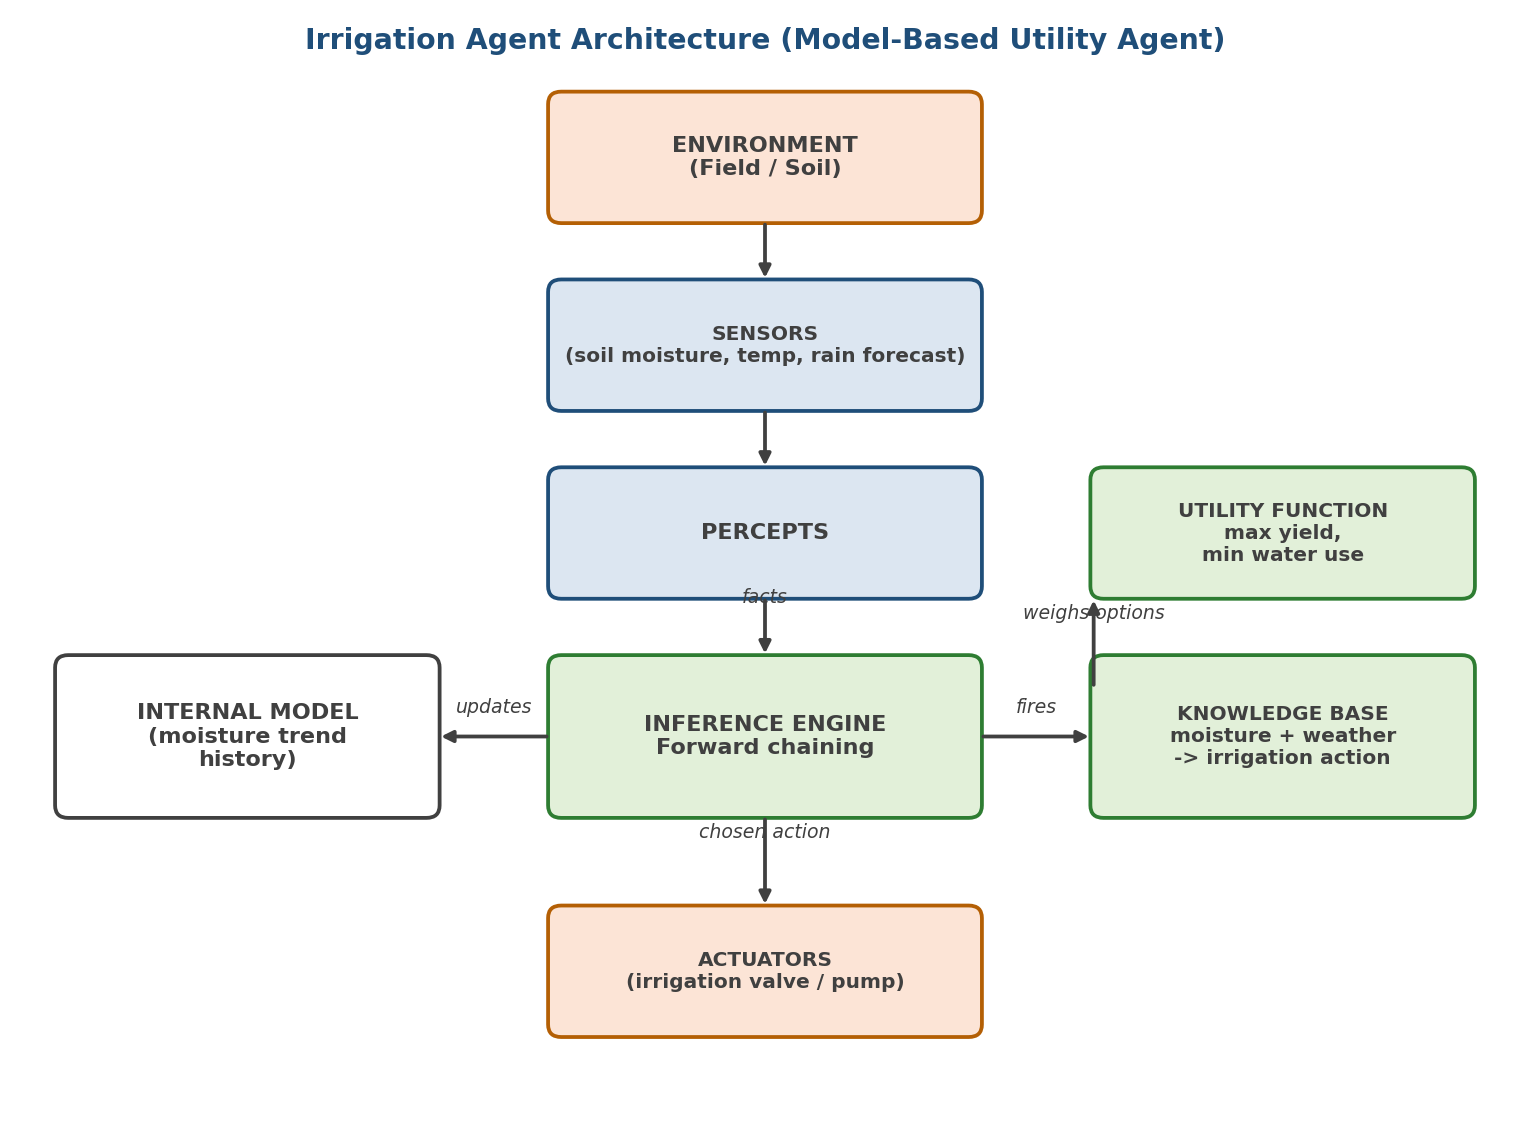 Irrigation Agent Architecture (Model-Based Utility Agent)
ENVIRONMENT
(Field / Soil)
SENSORS
(soil moisture, temp, rain forecast)
PERCEPTS
UTILITY FUNCTION
max yield,
min water use
facts
weighs options
INTERNAL MODEL
(moisture trend
history)
updates
INFERENCE ENGINE
Forward chaining
fires
KNOWLEDGE BASE
moisture + weather
-> irrigation action
chosen action
ACTUATORS
(irrigation valve / pump)